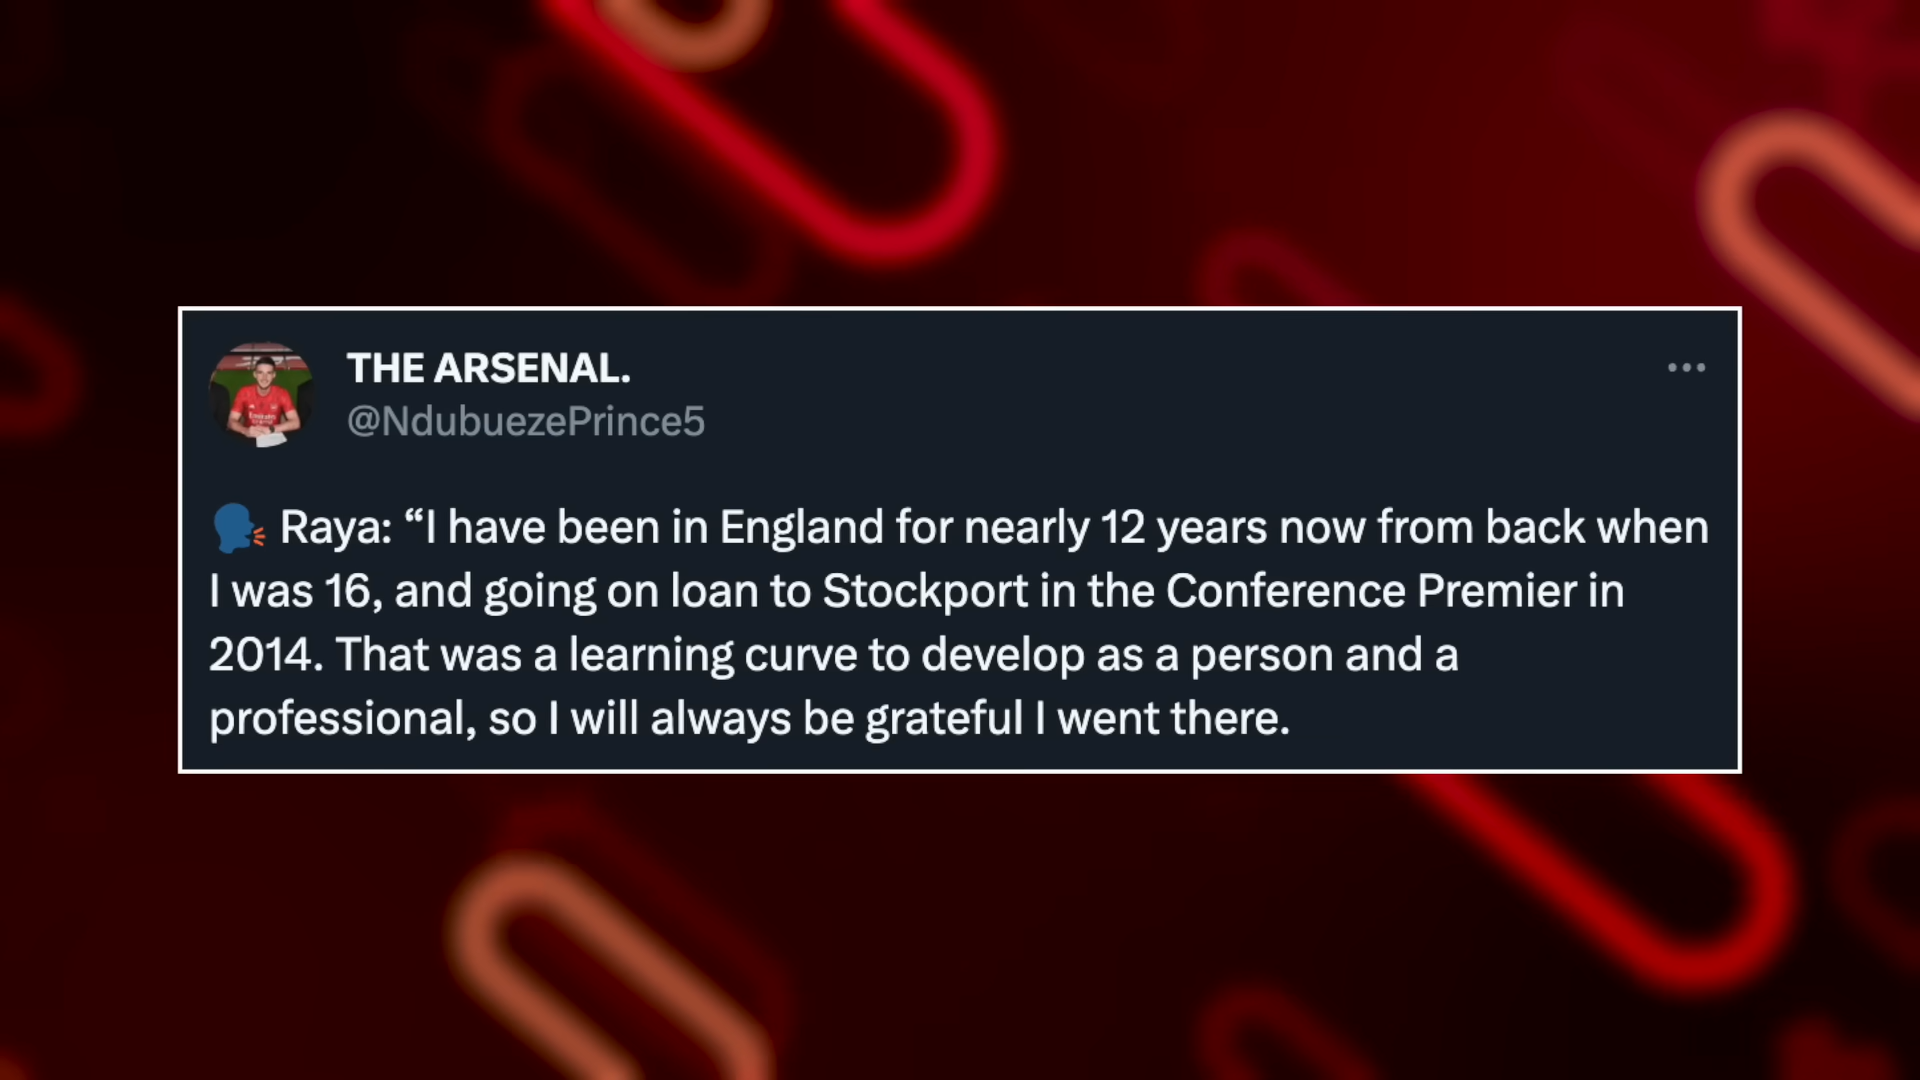 THE ARSENAL.
@NdubuezePrince5
🗣️ Raya: “I have been in England for nearly 12 years now from back when
I was 16, and going on loan to Stockport in the Conference Premier in
2014. That was a learning curve to develop as a person and a
professional, so I will always be grateful I went there.